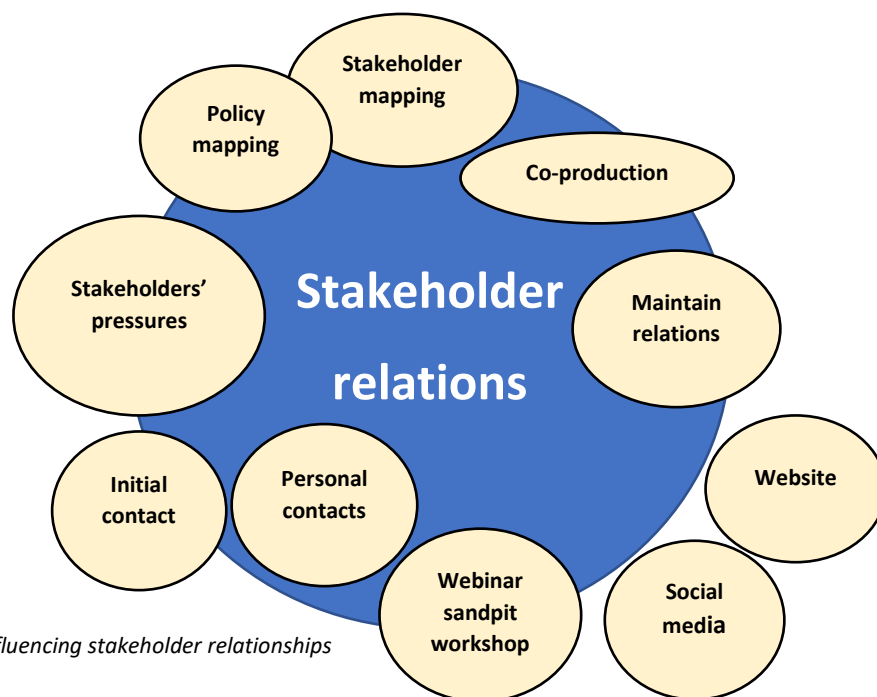 Stakeholder
mapping
Policy
mapping
Co-production
Stakeholders’
pressures
Stakeholder
relations
Maintain
relations
Initial
contact
Personal
contacts
Website
Webinar
sandpit
workshop
Social
media
fluencing stakeholder relationships